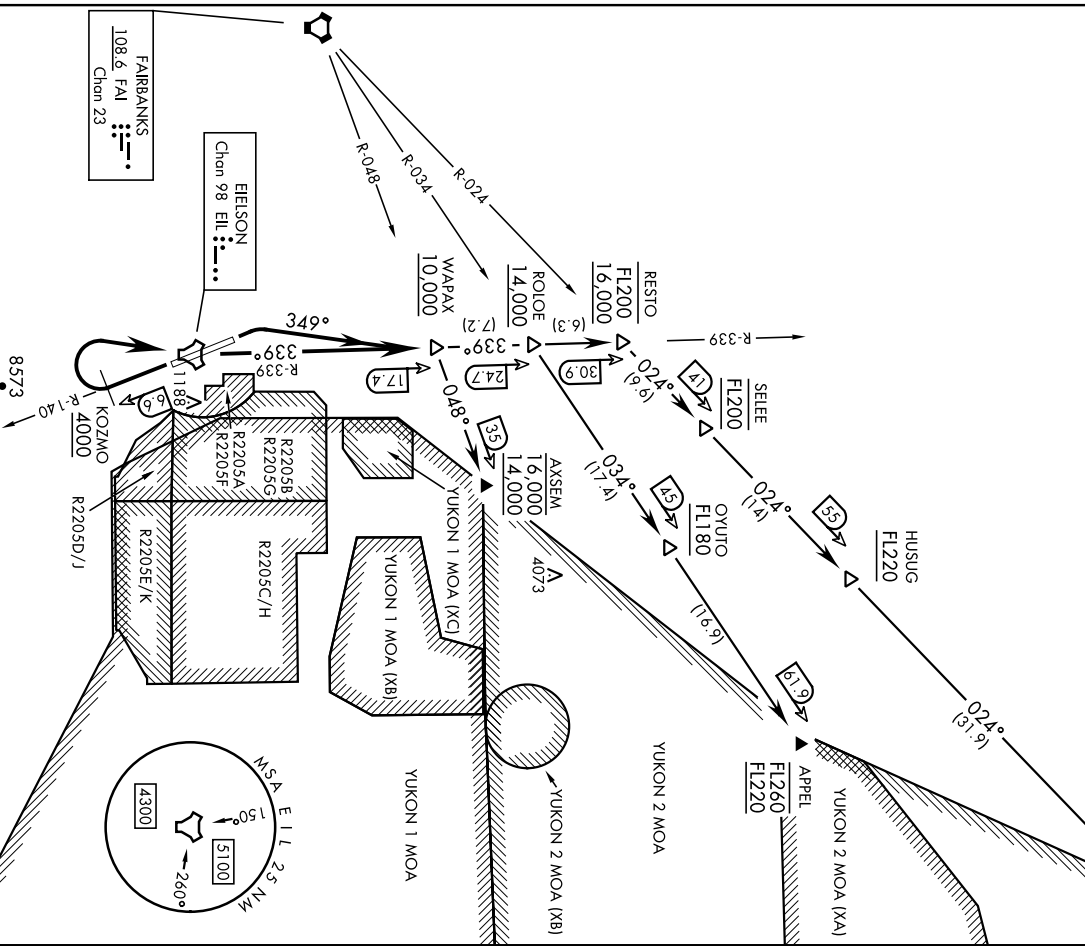 FAIRBANKS
108.6 FAI
Chan 23
EIELSON
Chan 98 EIL
R-048
R-034
R-024
WAPAX
10,000
ROLOE
14,000
RESTO
FL200
16,000
(7.2)
(6.3)
339°
R-339
349°
339°
R-339
17.4
24.7
30.9
024°
(9.6)
41
SELEE
FL200
024°
(14)
55
HUSUG
FL220
024°
(31.9)
048°
35
AXSEM
16,000
14,000
034°
(17.4)
45
OYUTO
FL180
(16.9)
61.9
APPEL
FL260
FL220
4073
8573
R-140
KOZMO
4000
6.6
1188
R2205A
R2205F
R2205B
R2205G
R2205D/J
R2205E/K
R2205C/H
YUKON 1 MOA (XC)
YUKON 1 MOA (XB)
YUKON 1 MOA
YUKON 2 MOA (XB)
YUKON 2 MOA
YUKON 2 MOA (XA)
MSA EIL 25 NM
150°
260°
4300
5100